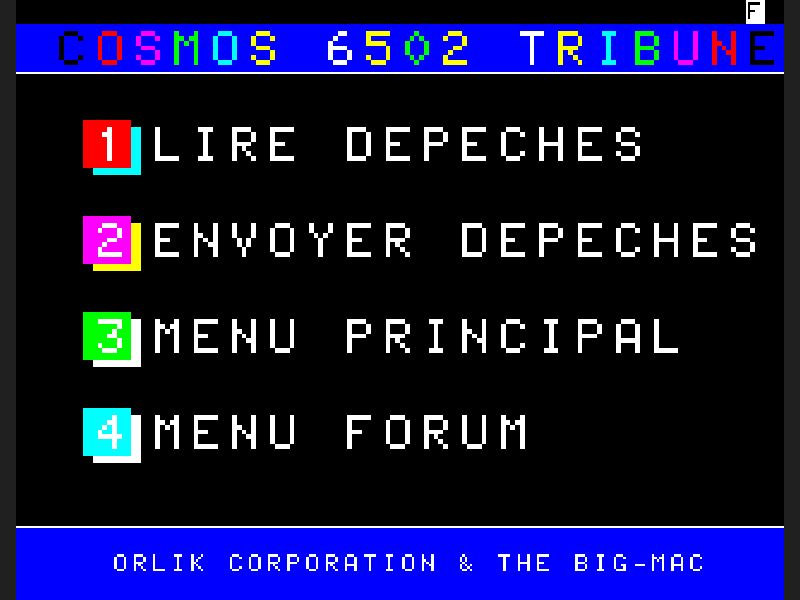 F
COSMOS 6502 TRIBUNE
1 LIRE DEPECHES
2 ENVOYER DEPECHES
3 MENU PRINCIPAL
4 MENU FORUM
ORLIK CORPORATION & THE BIG-MAC